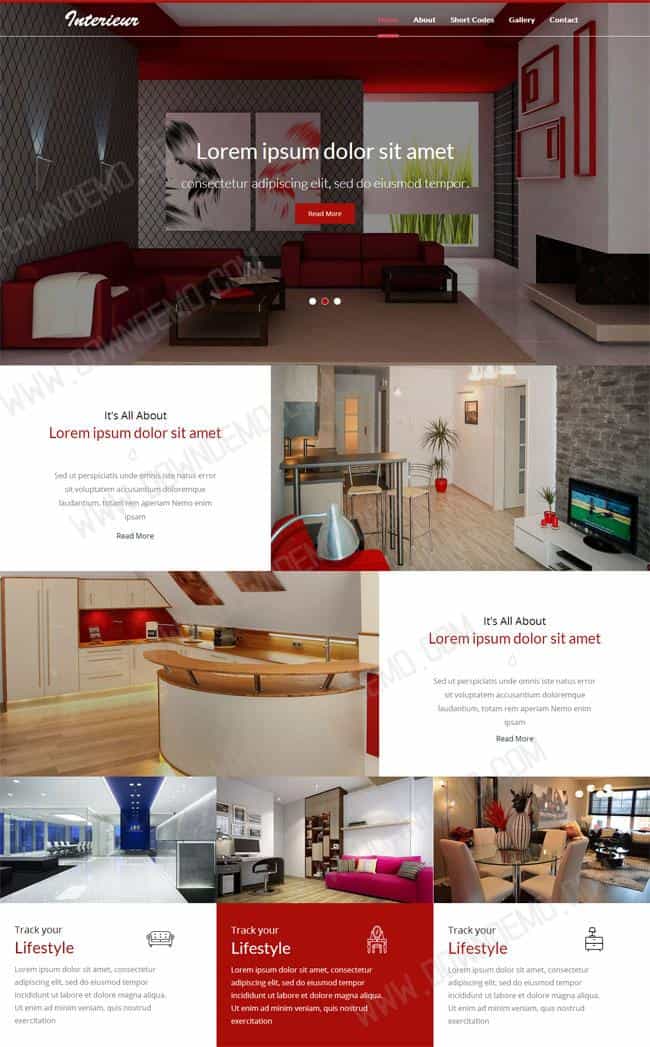 Interieur
Home About Short Codes Gallery Contact
Lorem ipsum dolor sit amet
consectetur adipiscing elit, sed do eiusmod tempor.
Read More
It's All About
Lorem ipsum dolor sit amet
Sed ut perspiciatis unde omnis iste natus error
sit voluptatem accusantium doloremque
laudantium, totam rem aperiam Nemo enim
ipsam
Read More
It's All About
Lorem ipsum dolor sit amet
Sed ut perspiciatis unde omnis iste natus error
sit voluptatem accusantium doloremque
laudantium, totam rem aperiam Nemo enim
ipsam
Read More
Track your
Lifestyle
Lorem ipsum dolor sit amet, consectetur
adipiscing elit, sed do eiusmod tempor
incididunt ut labore et dolore magna aliqua.
Ut enim ad minim veniam, quis nostrud
exercitation
Track your
Lifestyle
Lorem ipsum dolor sit amet, consectetur
adipiscing elit, sed do eiusmod tempor
incididunt ut labore et dolore magna aliqua.
Ut enim ad minim veniam, quis nostrud
exercitation
Track your
Lifestyle
Lorem ipsum dolor sit amet, consectetur
adipiscing elit, sed do eiusmod tempor
incididunt ut labore et dolore magna aliqua.
Ut enim ad minim veniam, quis nostrud
exercitation
WWW.DOWNDEMO.COM